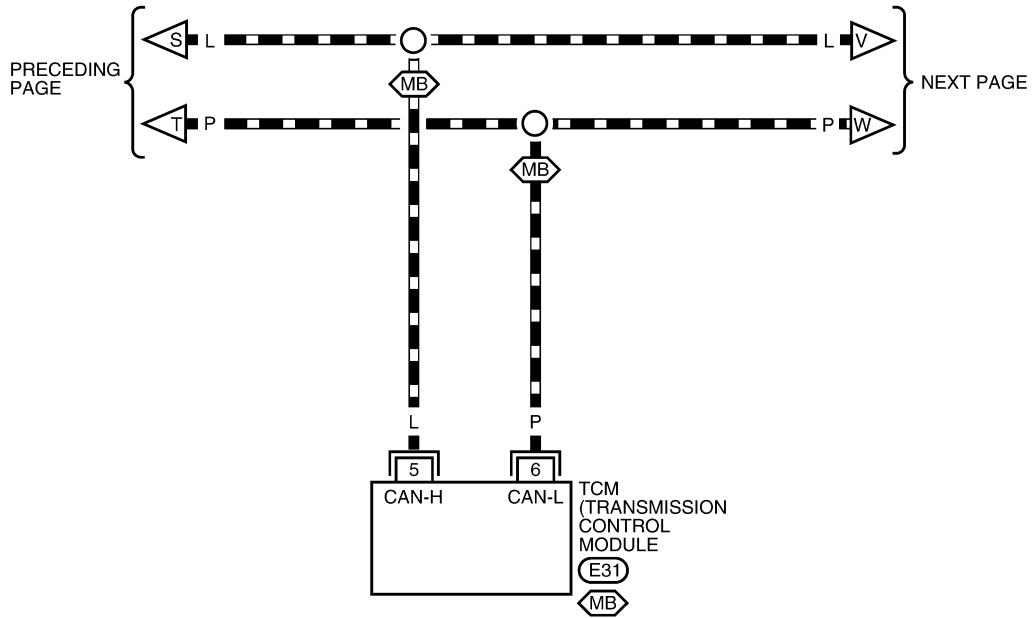 S L L V
PRECEDING
PAGE
MB
NEXT PAGE
T P P W
MB
L P
5 6
CAN-H CAN-L
TCM
(TRANSMISSION
CONTROL
MODULE
E31
MB